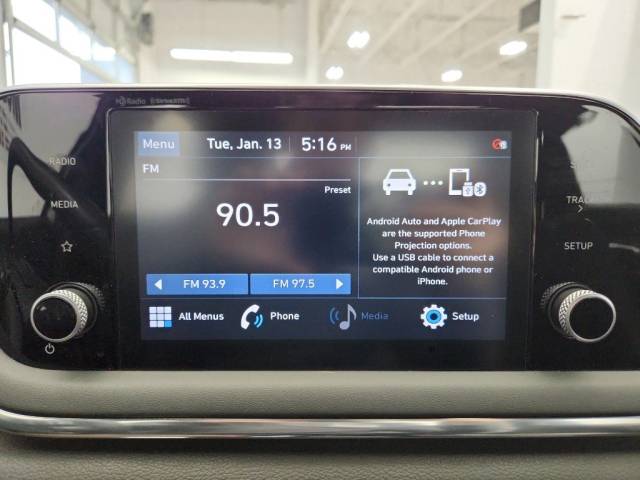 HD Radio SiriusXM
RADIO
MEDIA
Menu Tue, Jan. 13 5:16 PM
FM
Preset
90.5
FM 93.9 FM 97.5
Android Auto and Apple CarPlay
are the supported Phone
Projection options.
Use a USB cable to connect a
compatible Android phone or
iPhone.
All Menus Phone Media Setup
SETUP